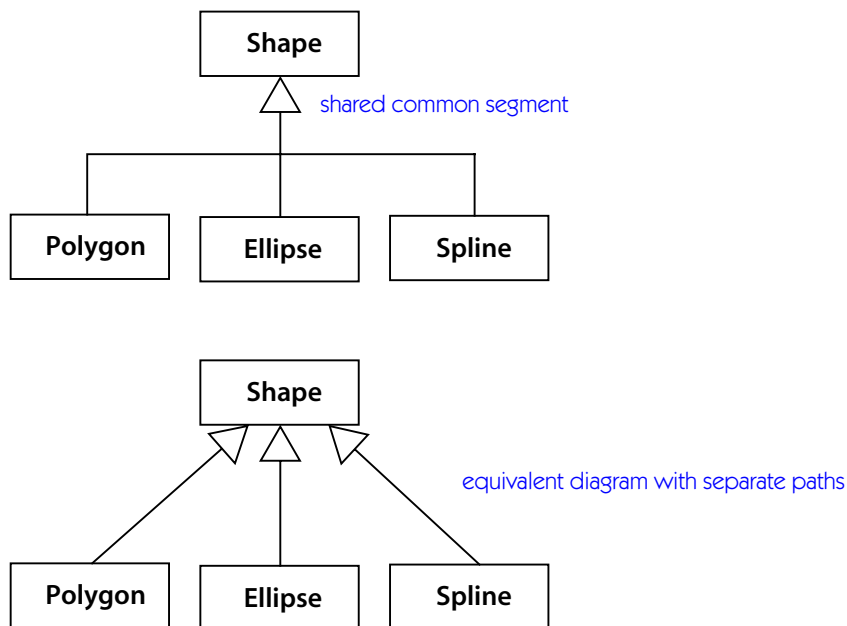 Shape
shared common segment
Polygon
Ellipse
Spline
Shape
equivalent diagram with separate paths
Polygon
Ellipse
Spline